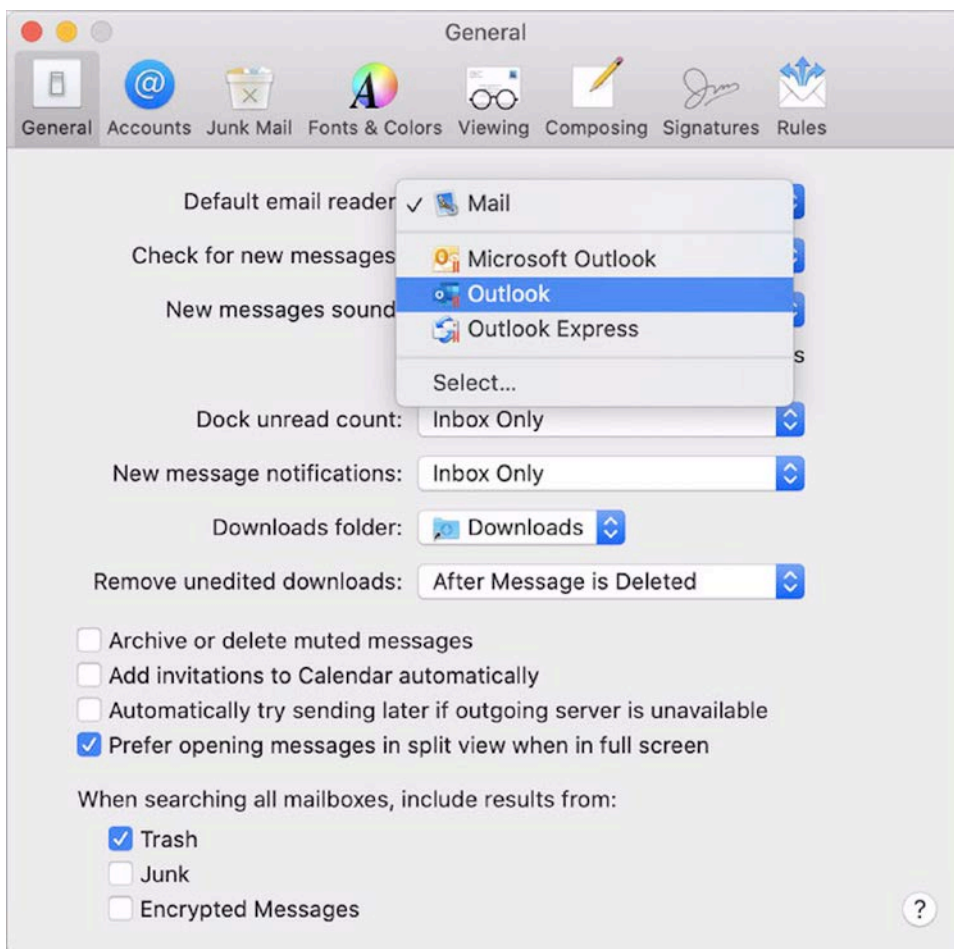 General
General Accounts Junk Mail Fonts & Colors Viewing Composing Signatures Rules
Default email reader ✓ Mail
Check for new messages Microsoft Outlook
Outlook
New messages sound
Outlook Express
s
Select...
Dock unread count: Inbox Only
New message notifications: Inbox Only
Downloads folder: Downloads
Remove unedited downloads: After Message is Deleted
Archive or delete muted messages
Add invitations to Calendar automatically
Automatically try sending later if outgoing server is unavailable
Prefer opening messages in split view when in full screen
When searching all mailboxes, include results from:
Trash
Junk
Encrypted Messages
?